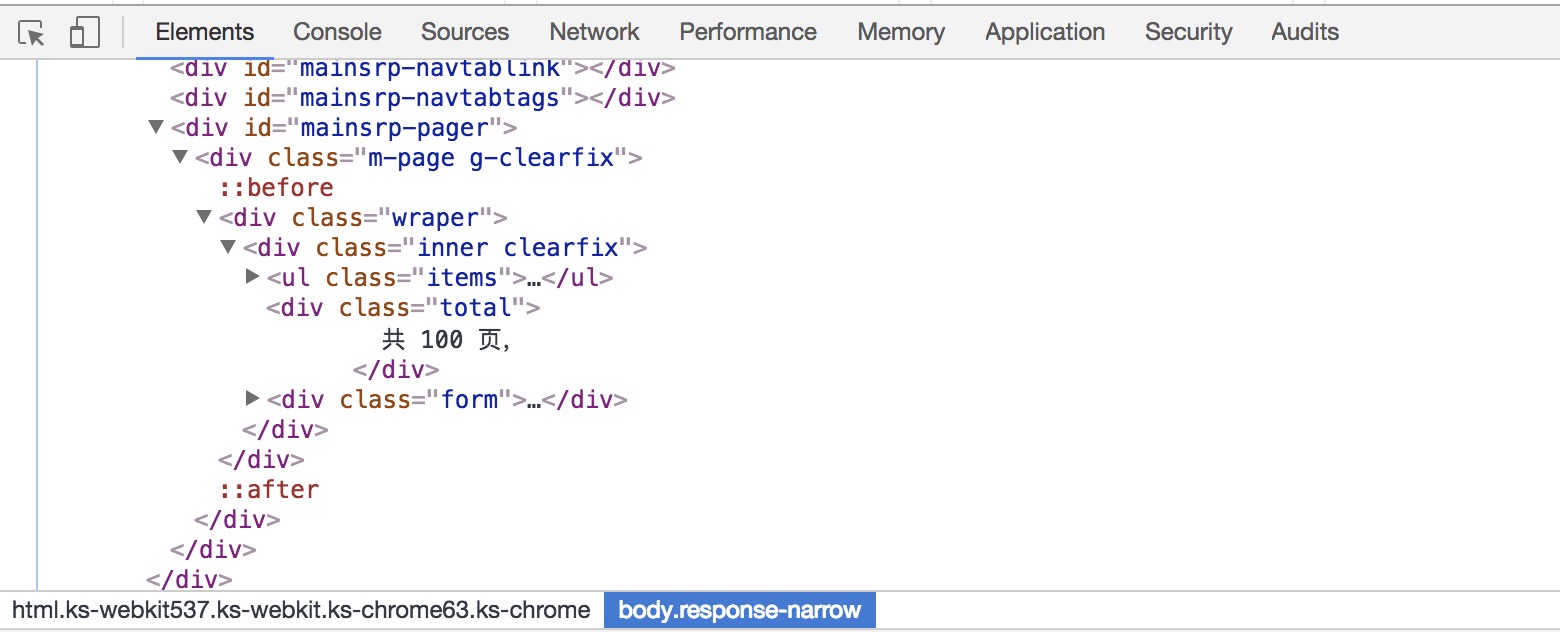 Elements Console Sources Network Performance Memory Application Security Audits
<div id="mainsrp-navtablink"></div>
<div id="mainsrp-navtabtags"></div>
<div id="mainsrp-pager">
<div class="m-page g-clearfix">
::before
<div class="wraper">
<div class="inner clearfix">
<ul class="items">…</ul>
<div class="total">
共 100 页,
</div>
<div class="form">…</div>
</div>
</div>
::after
</div>
</div>
</div>
html.ks-webkit537.ks-webkit.ks-chrome63.ks-chrome body.response-narrow